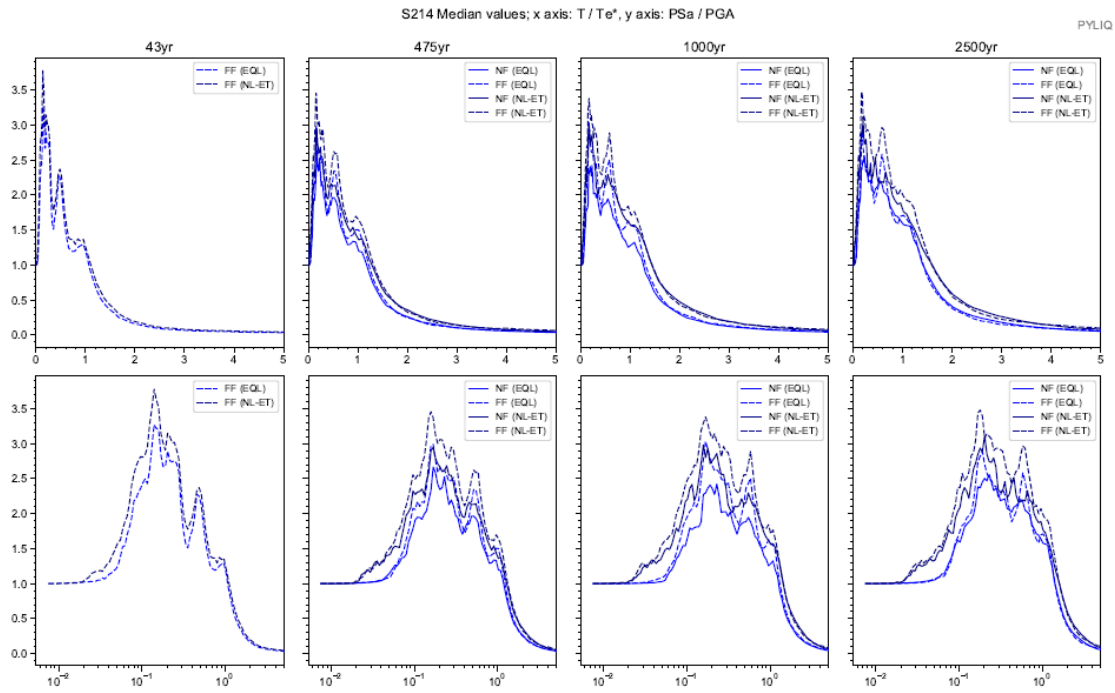 S214 Median values; x axis: T / Te*, y axis: PSa / PGA
PYLIQ
43yr
475yr
1000yr
2500yr
FF (EQL)
FF (NL-ET)
NF (EQL)
FF (EQL)
NF (NL-ET)
FF (NL-ET)
NF (EQL)
FF (EQL)
NF (NL-ET)
FF (NL-ET)
NF (EQL)
FF (EQL)
NF (NL-ET)
FF (NL-ET)
3.5
3.0
2.5
2.0
1.5
1.0
0.5
0.0
0 1 2 3 4 5
0 1 2 3 4 5
0 1 2 3 4 5
0 1 2 3 4 5
FF (EQL)
FF (NL-ET)
NF (EQL)
FF (EQL)
NF (NL-ET)
FF (NL-ET)
NF (EQL)
FF (EQL)
NF (NL-ET)
FF (NL-ET)
NF (EQL)
FF (EQL)
NF (NL-ET)
FF (NL-ET)
3.5
3.0
2.5
2.0
1.5
1.0
0.5
0.0
10⁻² 10⁻¹ 10⁰
10⁻² 10⁻¹ 10⁰
10⁻² 10⁻¹ 10⁰
10⁻² 10⁻¹ 10⁰